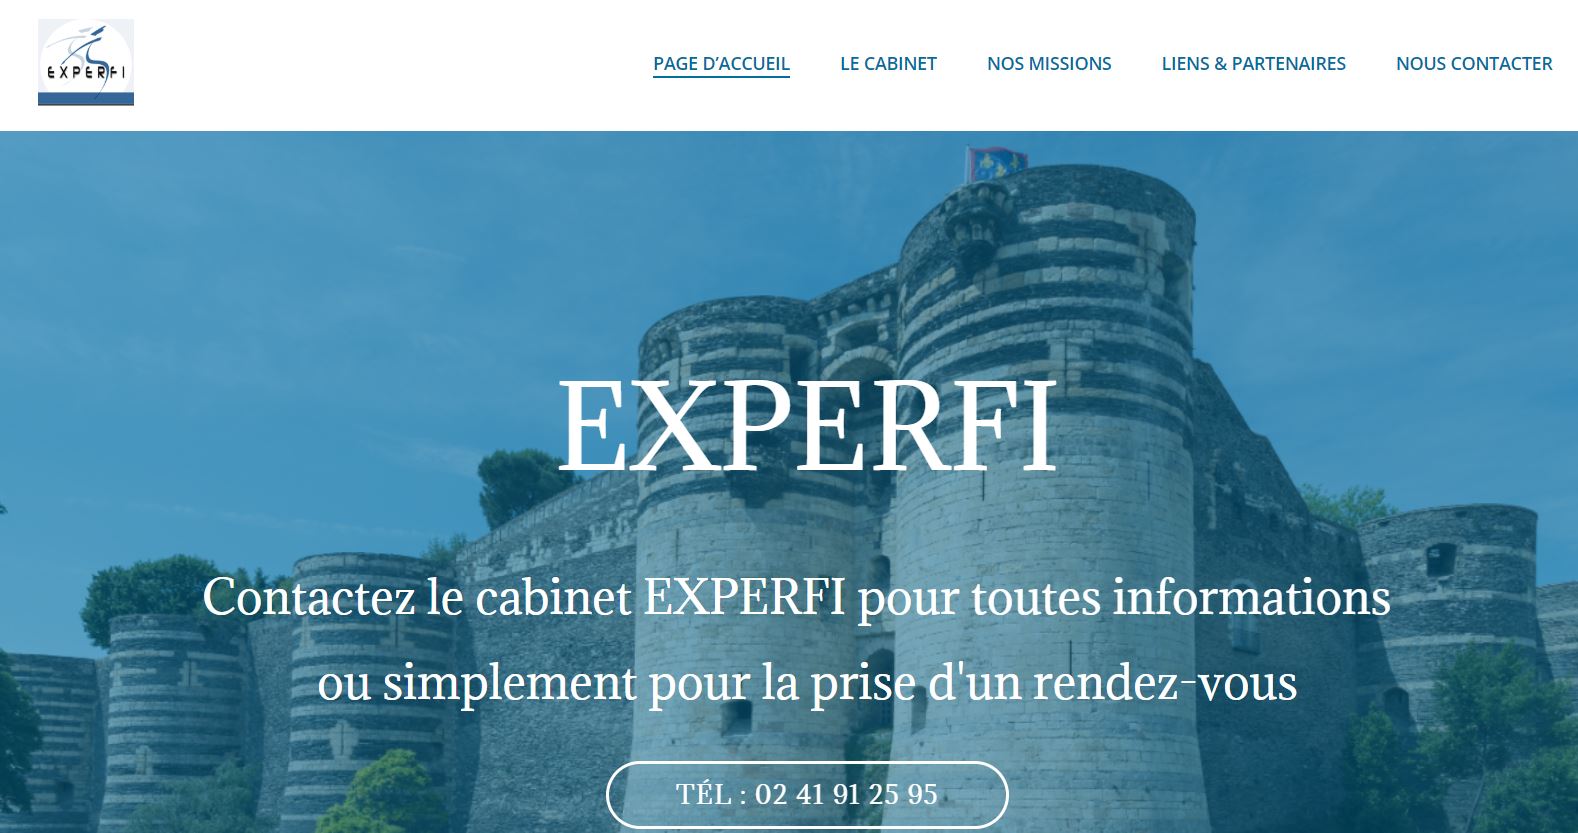 EXPERFI
PAGE D’ACCUEIL LE CABINET NOS MISSIONS LIENS & PARTENAIRES NOUS CONTACTER
EXPERFI
Contactez le cabinet EXPERFI pour toutes informations
ou simplement pour la prise d'un rendez-vous
TÉL : 02 41 91 25 95